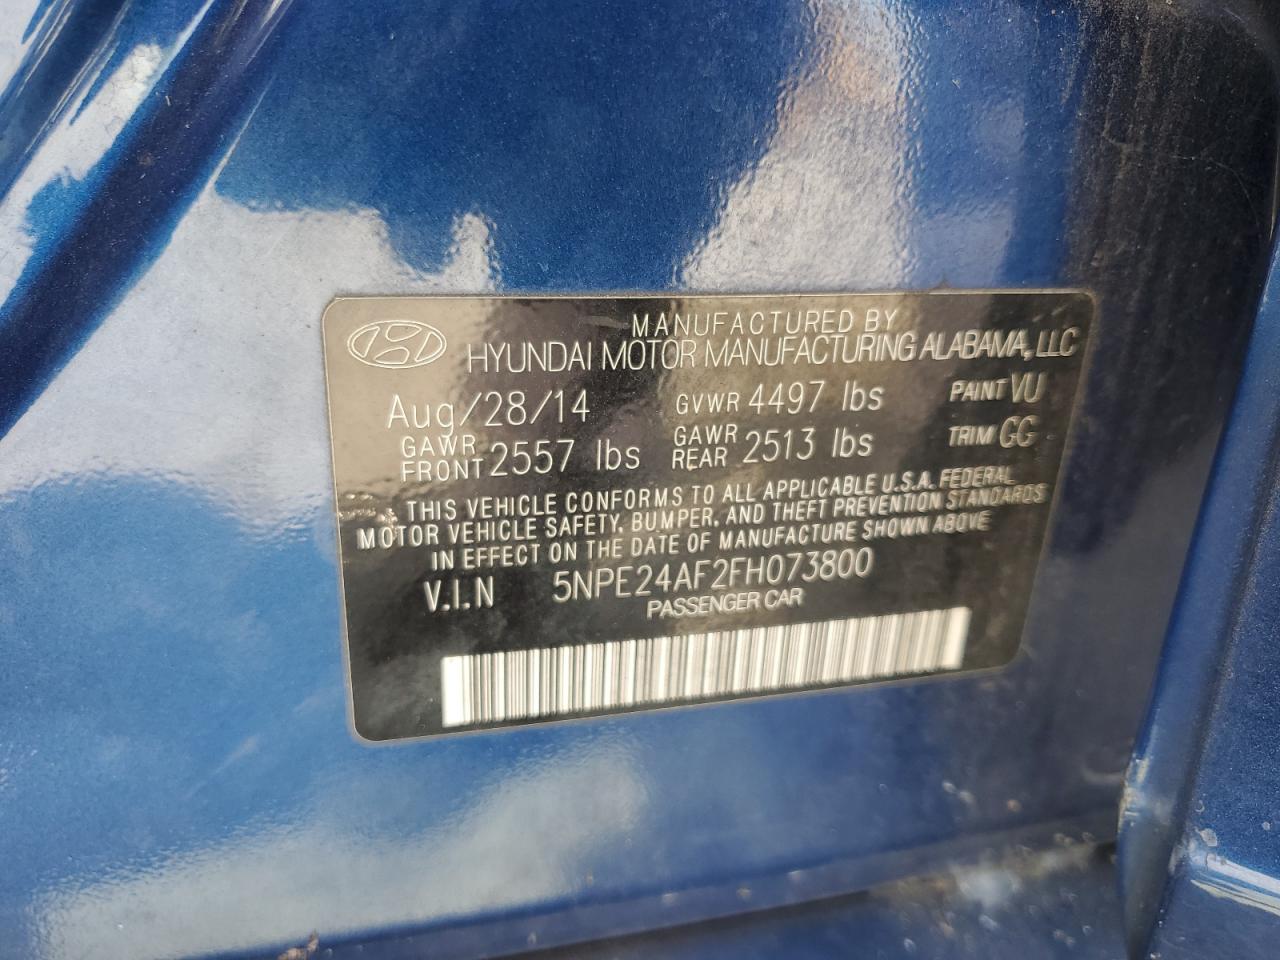 MANUFACTURED BY
HYUNDAI MOTOR MANUFACTURING ALABAMA, LLC
Aug/28/14 GVWR 4497 lbs PAINT VU
GAWR FRONT 2557 lbs GAWR REAR 2513 lbs TRIM GG
THIS VEHICLE CONFORMS TO ALL APPLICABLE U.S.A. FEDERAL
MOTOR VEHICLE SAFETY, BUMPER, AND THEFT PREVENTION STANDARDS
IN EFFECT ON THE DATE OF MANUFACTURE SHOWN ABOVE
V.I.N 5NPE24AF2FH073800
PASSENGER CAR